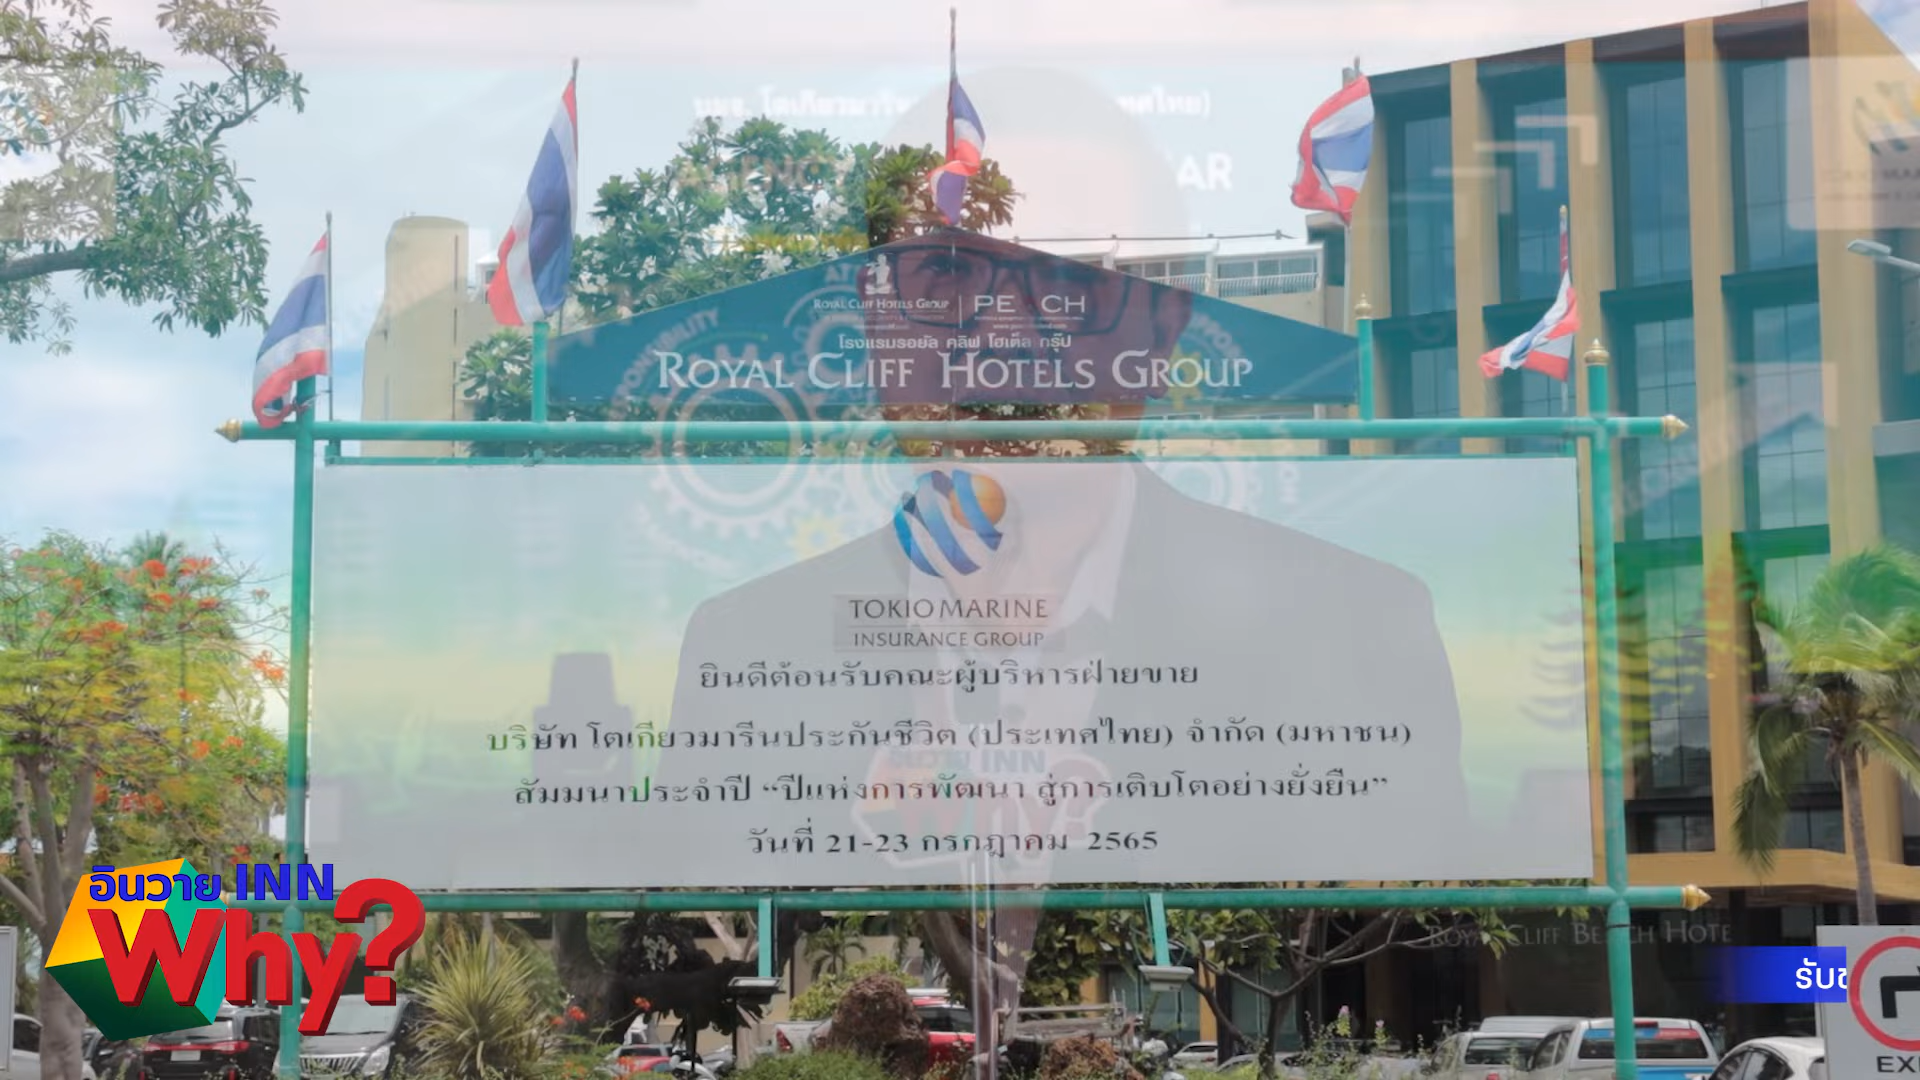 ROYAL CLIFF HOTELS GROUP
PE CH
โรงแรมรอยัล คลิฟ โฮเต็ล กรุ๊ป
ROYAL CLIFF HOTELS GROUP
TOKIOMARINE
INSURANCE GROUP
ยินดีต้อนรับคณะผู้บริหารฝ่ายขาย
บริษัท โตเกียวมารีนประกันชีวิต (ประเทศไทย) จำกัด (มหาชน)
สัมมนาประจำปี “ปีแห่งการพัฒนา สู่การเติบโตอย่างยั่งยืน”
วันที่ 21-23 กรกฎาคม 2565
อินวาย INN
Why?
ROYAL CLIFF BEACH HOTE
รับช
EXI